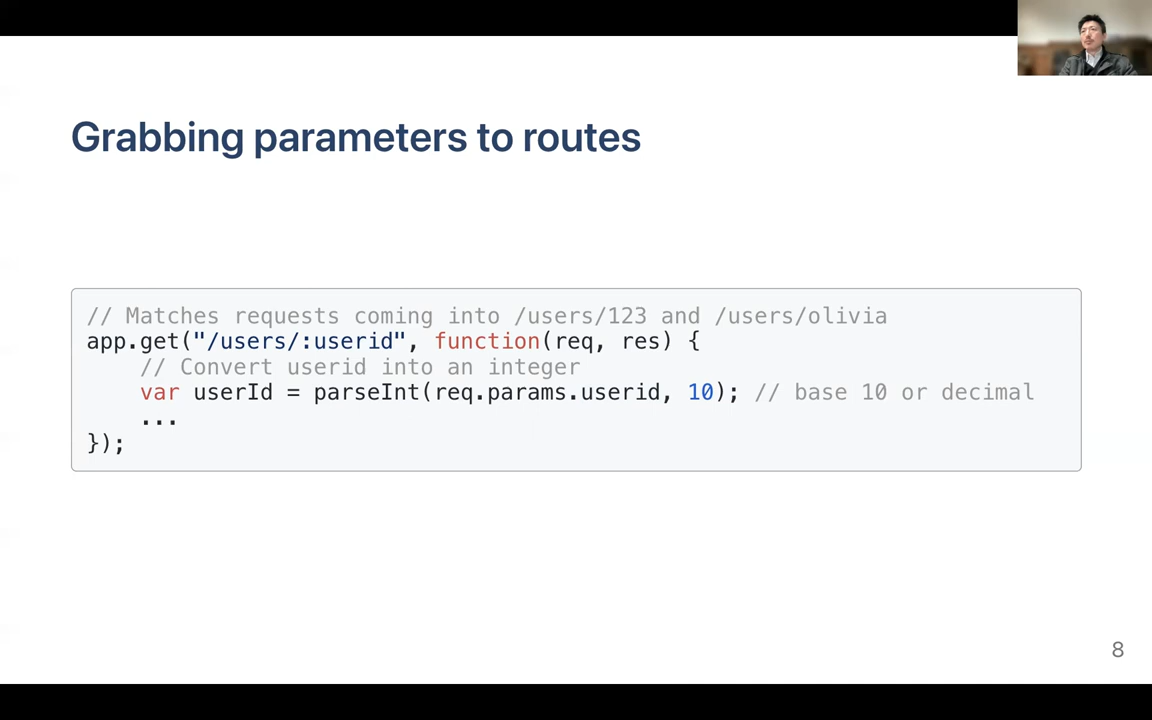 Grabbing parameters to routes
// Matches requests coming into /users/123 and /users/olivia
app.get("/users/:userid", function(req, res) {
    // Convert userid into an integer
    var userId = parseInt(req.params.userid, 10); // base 10 or decimal
    ...
});
8